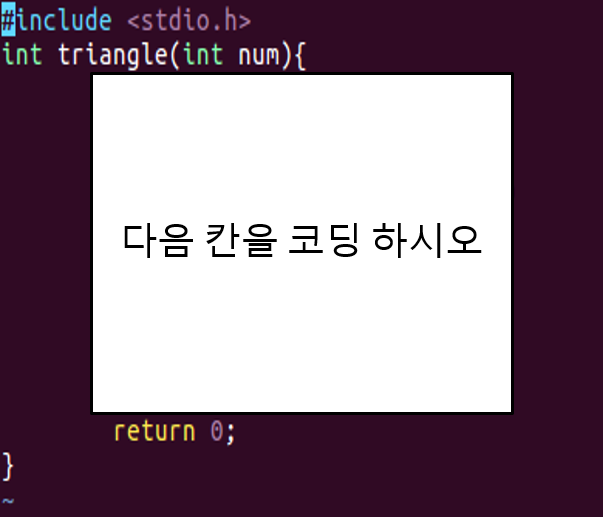 #include <stdio.h>
int triangle(int num){
다음 칸을 코딩 하시오
return 0;
}
~